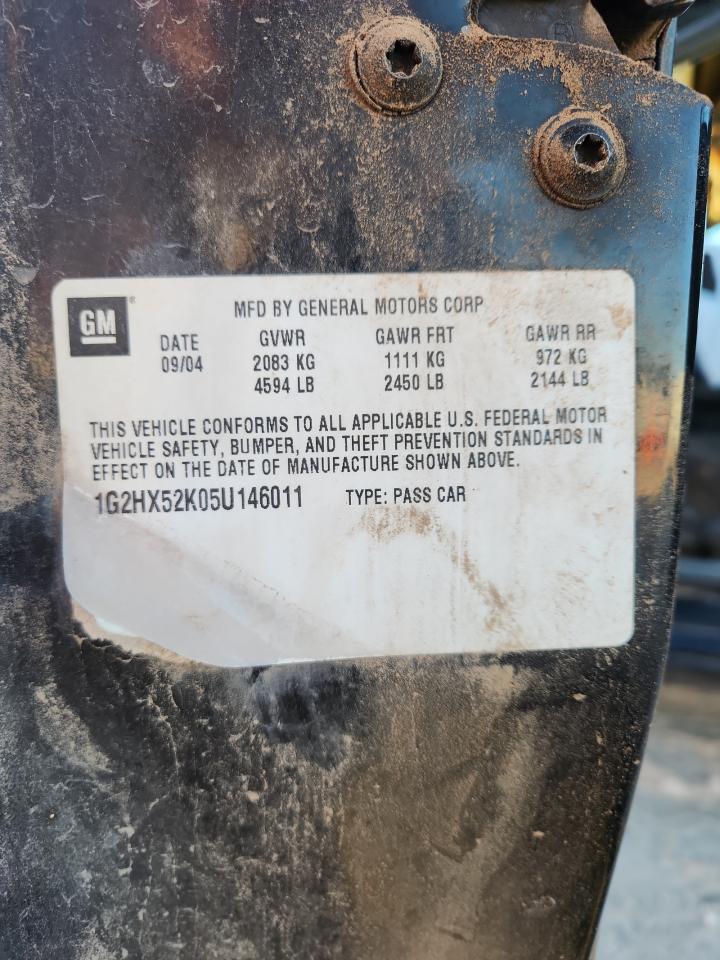 GM®
MFD BY GENERAL MOTORS CORP
DATE GVWR GAWR FRT GAWR RR
09/04 2083 KG 1111 KG 972 KG
4594 LB 2450 LB 2144 LB
THIS VEHICLE CONFORMS TO ALL APPLICABLE U.S. FEDERAL MOTOR
VEHICLE SAFETY, BUMPER, AND THEFT PREVENTION STANDARDS IN
EFFECT ON THE DATE OF MANUFACTURE SHOWN ABOVE.
1G2HX52K05U146011 TYPE: PASS CAR